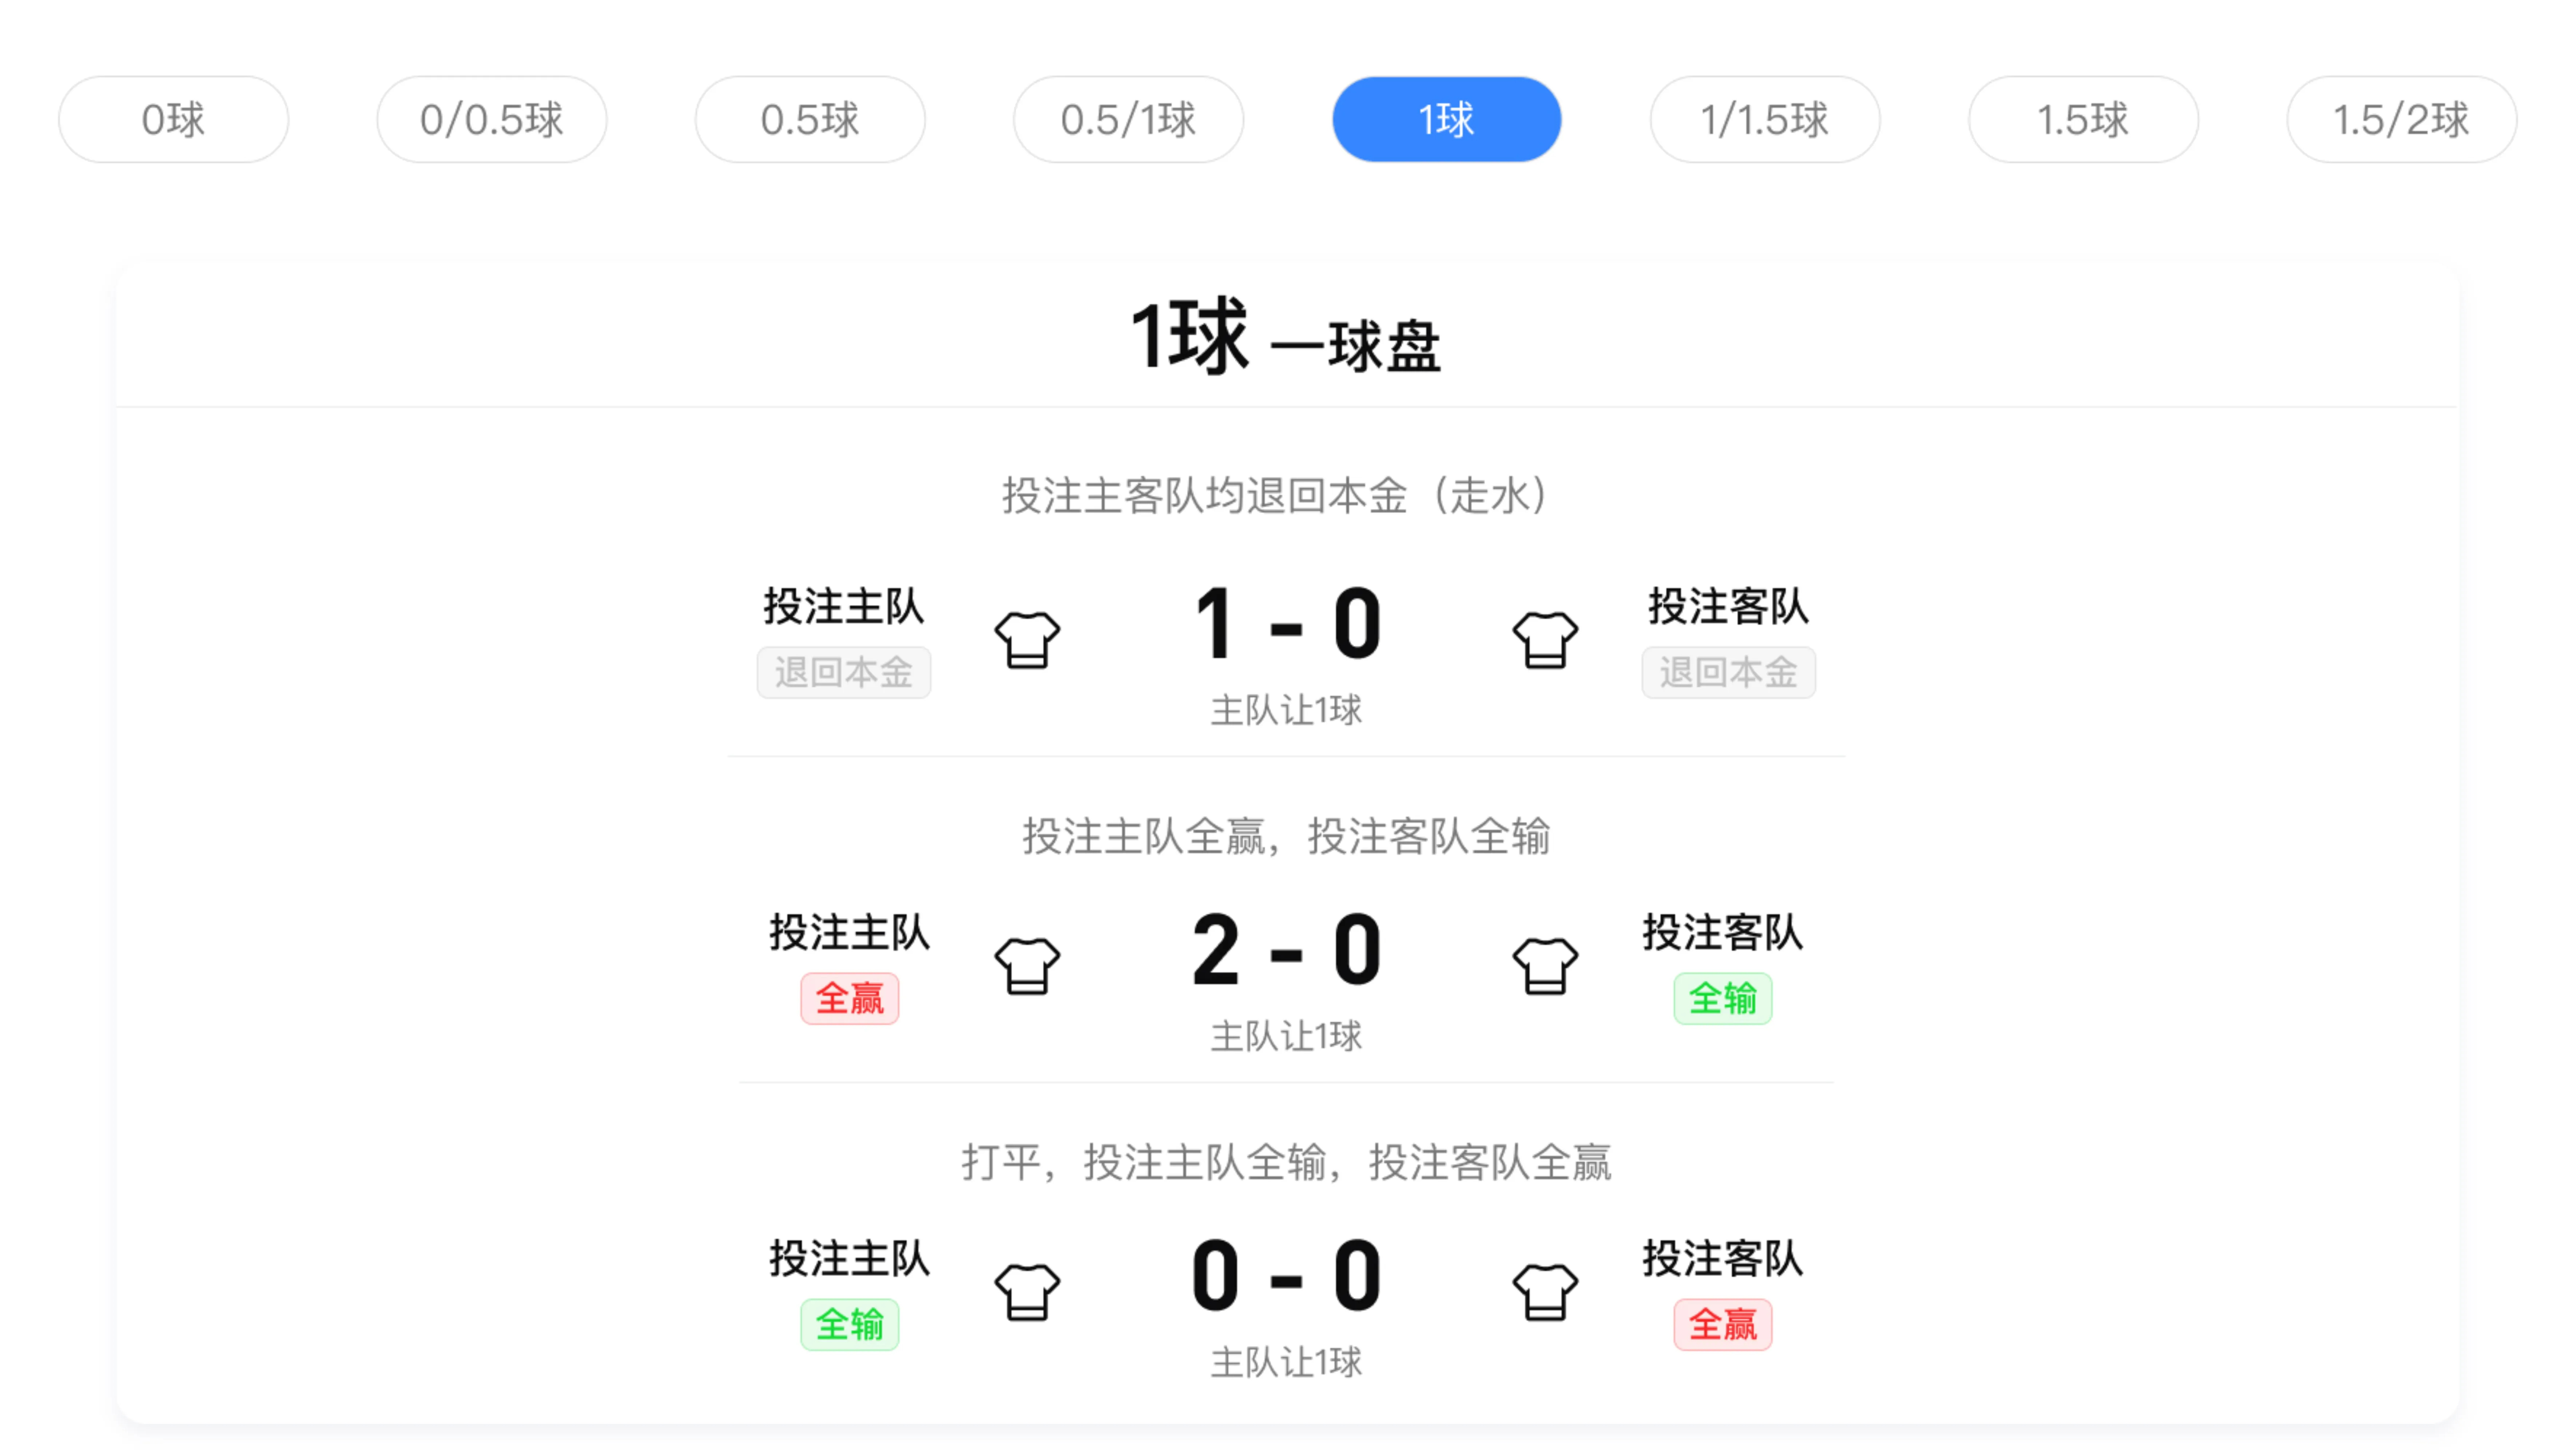 0球 0/0.5球 0.5球 0.5/1球 1球 1/1.5球 1.5球 1.5/2球
1球 一球盘
投注主客队均退回本金（走水）
投注主队 1 - 0 投注客队
退回本金 退回本金
主队让1球
投注主队全赢，投注客队全输
投注主队 2 - 0 投注客队
全赢 全输
主队让1球
打平，投注主队全输，投注客队全赢
投注主队 0 - 0 投注客队
全输 全赢
主队让1球